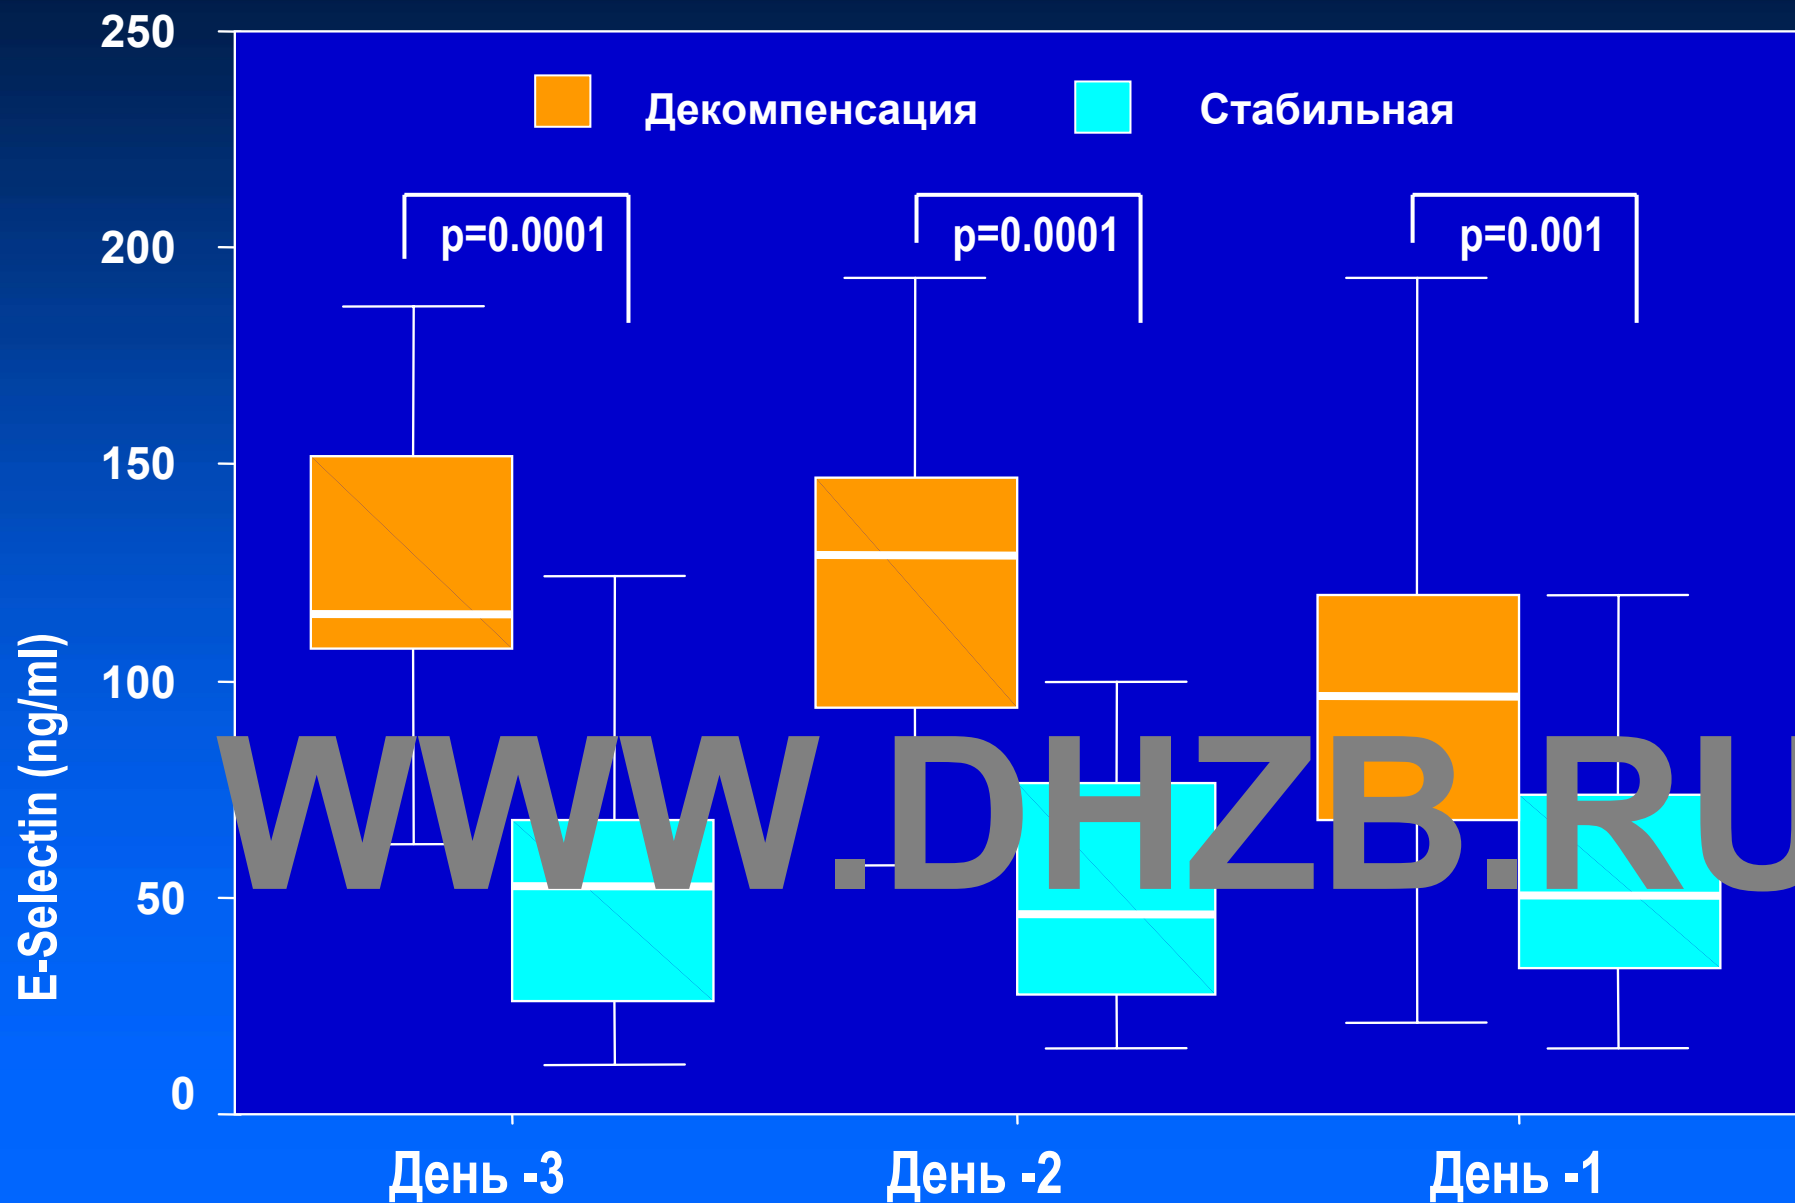 250
Декомпенсация
Стабильная
p=0.0001
p=0.0001
p=0.001
200
150
100
50
0
E-Selectin (ng/ml)
WWW.DHZB.RU
День -3
День -2
День -1